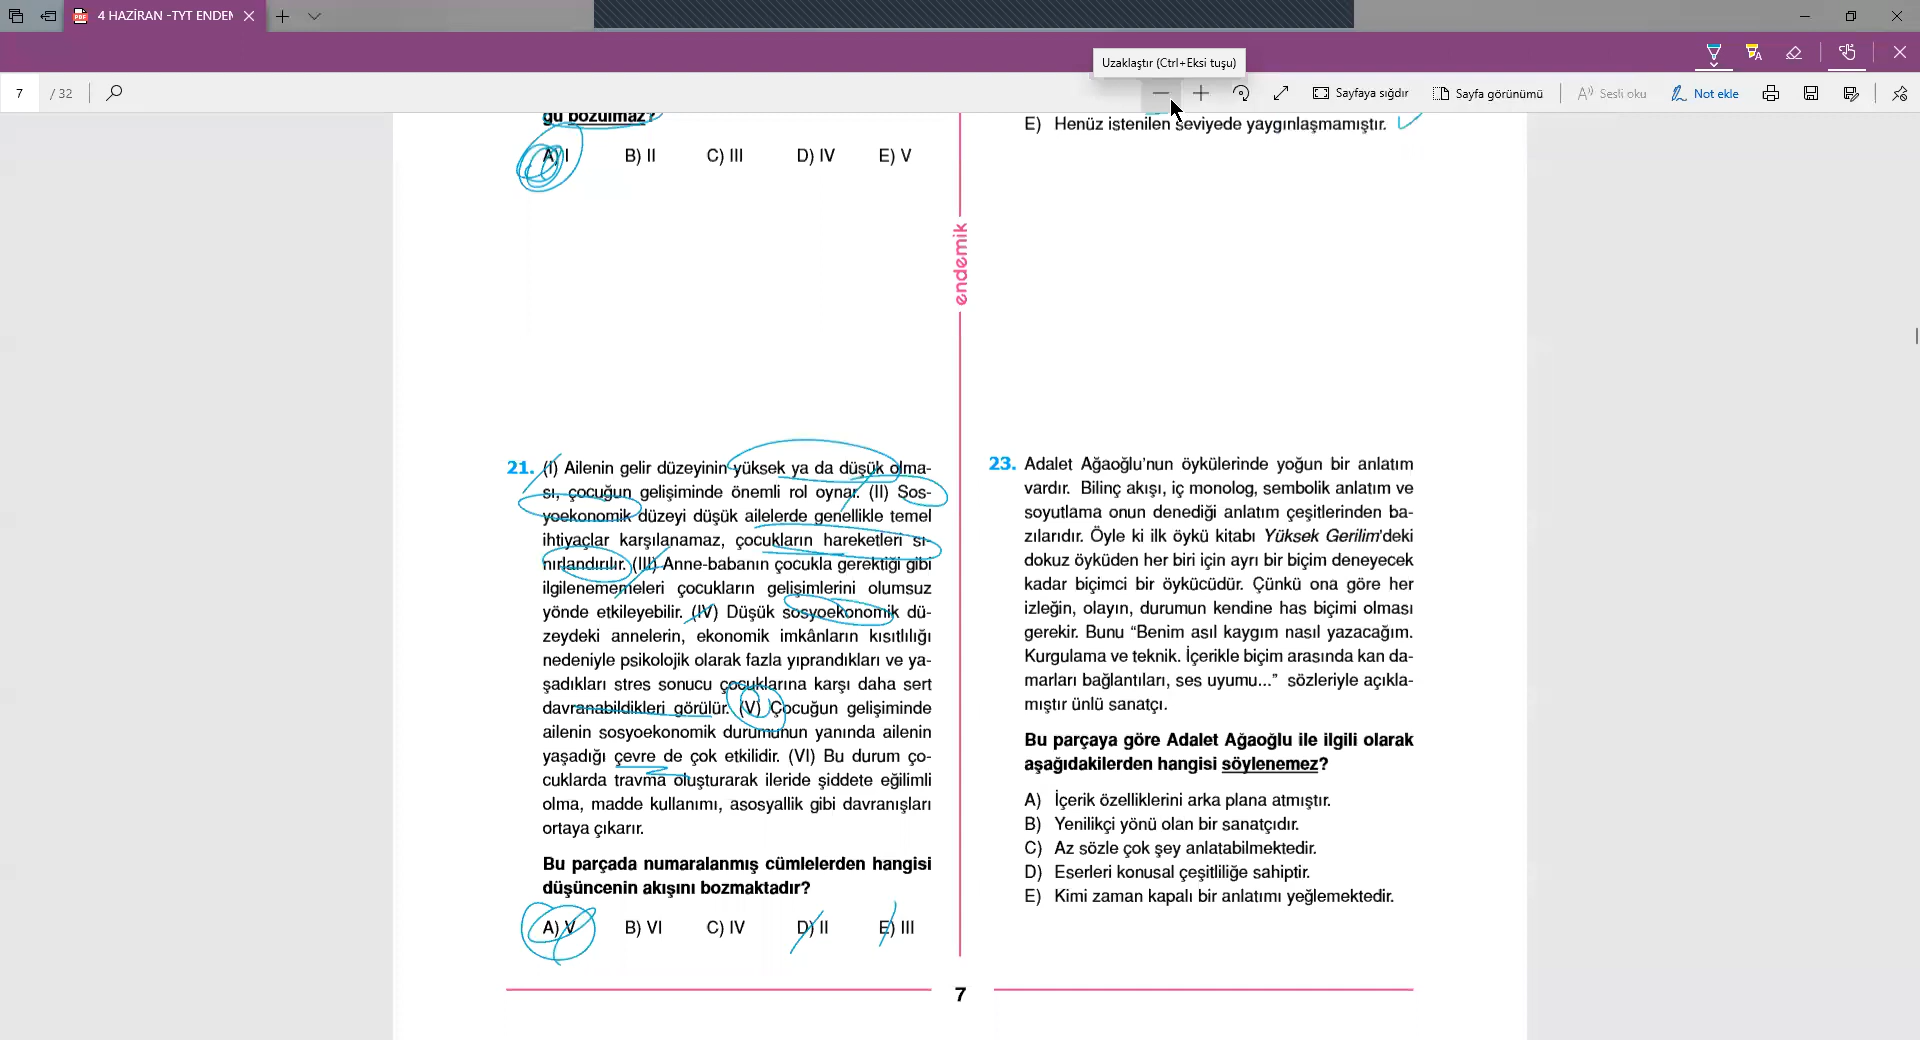 4 HAZİRAN -TYT ENDEM
Uzaklaştır (Ctrl+Eksi tuşu)
7 / 32
Sayfaya sığdır
Sayfa görünümü
Sesli oku
Not ekle
ğu bozulmaz?
A) I B) II C) III D) IV E) V
21. (I) Ailenin gelir düzeyinin yüksek ya da düşük olma-
sı, çocuğun gelişiminde önemli rol oynar. (II) Sos-
yoekonomik düzeyi düşük ailelerde genellikle temel
ihtiyaçlar karşılanamaz, çocukların hareketleri sı-
nırlandırılır. (III) Anne-babanın çocukla gerektiği gibi
ilgilenememeleri çocukların gelişimlerini olumsuz
yönde etkileyebilir. (IV) Düşük sosyoekonomik dü-
zeydeki annelerin, ekonomik imkânların kısıtlılığı
nedeniyle psikolojik olarak fazla yıprandıkları ve ya-
şadıkları stres sonucu çocuklarına karşı daha sert
davranabildikleri görülür. (V) Çocuğun gelişiminde
ailenin sosyoekonomik durumunun yanında ailenin
yaşadığı çevre de çok etkilidir. (VI) Bu durum ço-
cuklarda travma oluşturarak ileride şiddete eğilimli
olma, madde kullanımı, asosyallik gibi davranışları
ortaya çıkarır.
Bu parçada numaralanmış cümlelerden hangisi
düşüncenin akışını bozmaktadır?
A) V B) VI C) IV D) II E) III
endemik
E) Henüz istenilen seviyede yaygınlaşmamıştır.
23. Adalet Ağaoğlu'nun öykülerinde yoğun bir anlatım
vardır. Bilinç akışı, iç monolog, sembolik anlatım ve
soyutlama onun denediği anlatım çeşitlerinden ba-
zılarıdır. Öyle ki ilk öykü kitabı Yüksek Gerilim'deki
dokuz öyküden her biri için ayrı bir biçim deneyecek
kadar biçimci bir öykücüdür. Çünkü ona göre her
izleğin, olayın, durumun kendine has biçimi olması
gerekir. Bunu “Benim asıl kaygım nasıl yazacağım.
Kurgulama ve teknik. İçerikle biçim arasında kan da-
marları bağlantıları, ses uyumu...” sözleriyle açıkla-
mıştır ünlü sanatçı.
Bu parçaya göre Adalet Ağaoğlu ile ilgili olarak
aşağıdakilerden hangisi söylenemez?
A) İçerik özelliklerini arka plana atmıştır.
B) Yenilikçi yönü olan bir sanatçıdır.
C) Az sözle çok şey anlatabilmektedir.
D) Eserleri konusal çeşitliliğe sahiptir.
E) Kimi zaman kapalı bir anlatımı yeğlemektedir.
7